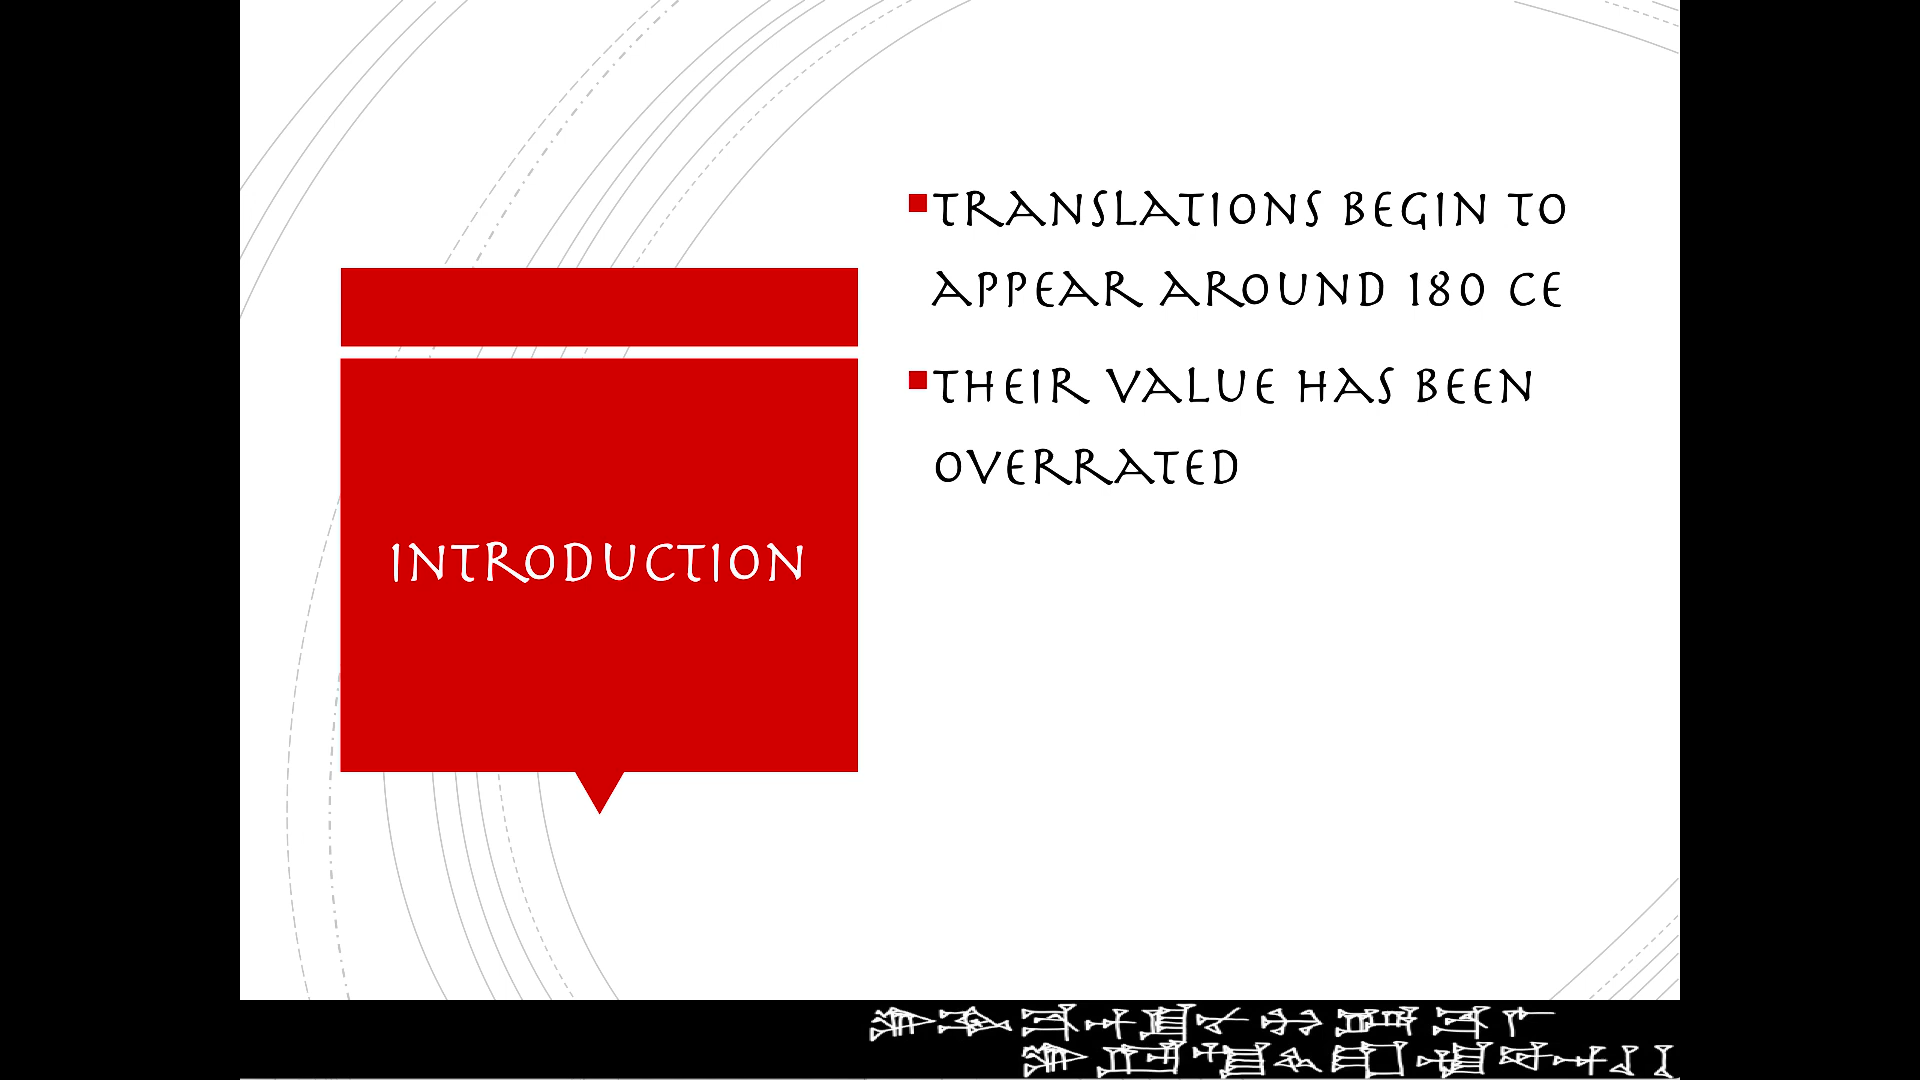 INTRODUCTION
TRANSLATIONS BEGIN TO
APPEAR AROUND 180 CE
THEIR VALUE HAS BEEN
OVERRATED